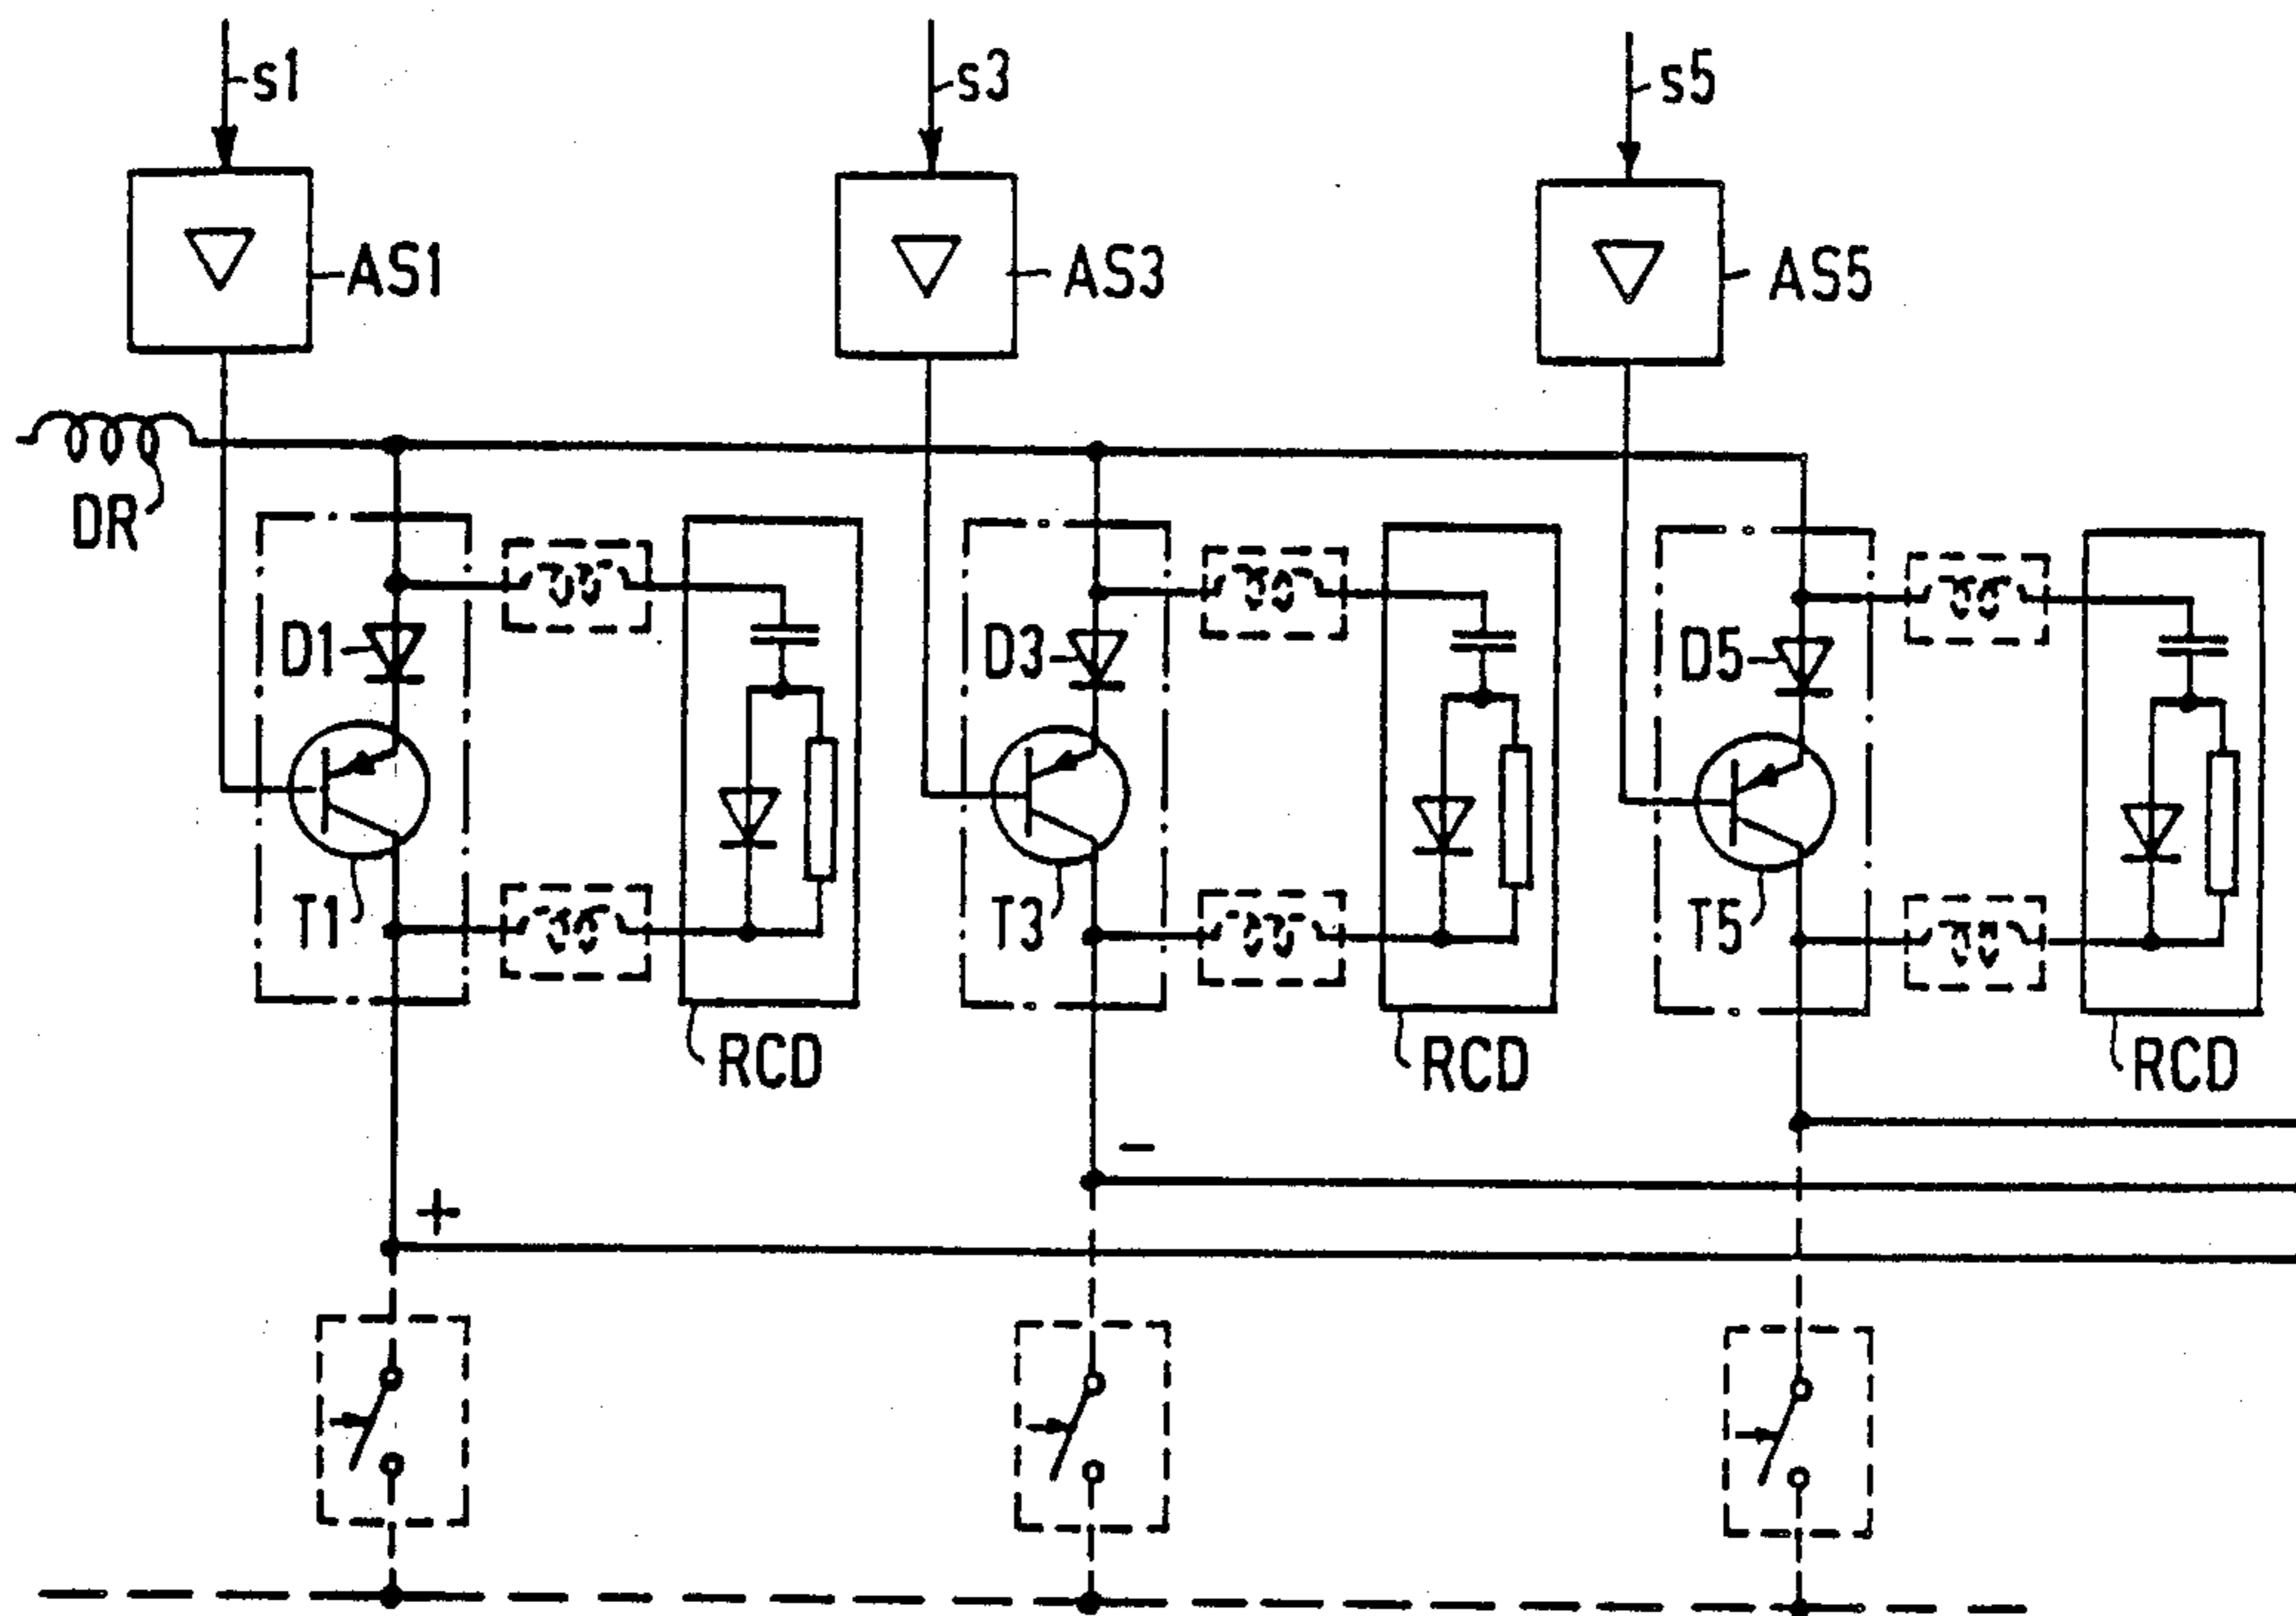 s1
s3
s5
AS1
AS3
AS5
DR
D1
D3
D5
T1
T3
T5
RCD
RCD
RCD
-
+